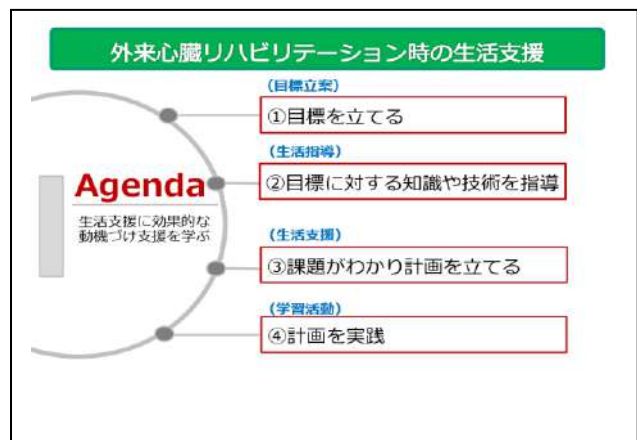 外来心臓リハビリテーション時の生活支援
(目標立案)
①目標を立てる
(生活指導)
②目標に対する知識や技術を指導
(生活支援)
③課題がわかり計画を立てる
(学習活動)
④計画を実践
Agenda
生活支援に効果的な
動機づけ支援を学ぶ